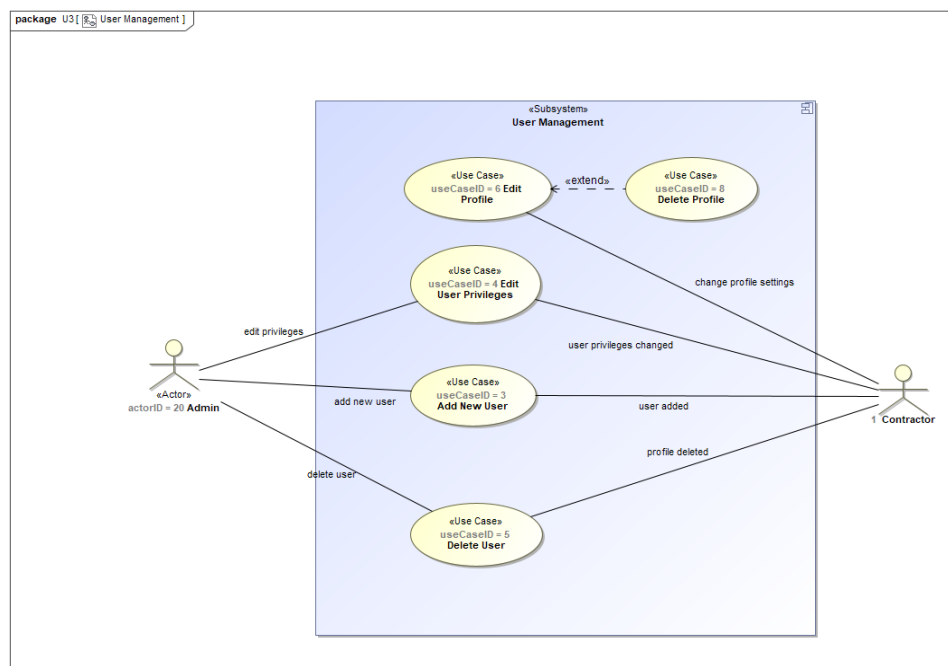 package U3 [ User Management ]
«Subsystem»
User Management
«Use Case»
useCaseID = 6 Edit
Profile
«extend»
«Use Case»
useCaseID = 8
Delete Profile
«Use Case»
useCaseID = 4 Edit
User Privileges
change profile settings
edit privileges
user privileges changed
«Actor»
actorID = 20 Admin
«Use Case»
useCaseID = 3
Add New User
add new user
user added
1 Contractor
profile deleted
delete user
«Use Case»
useCaseID = 5
Delete User